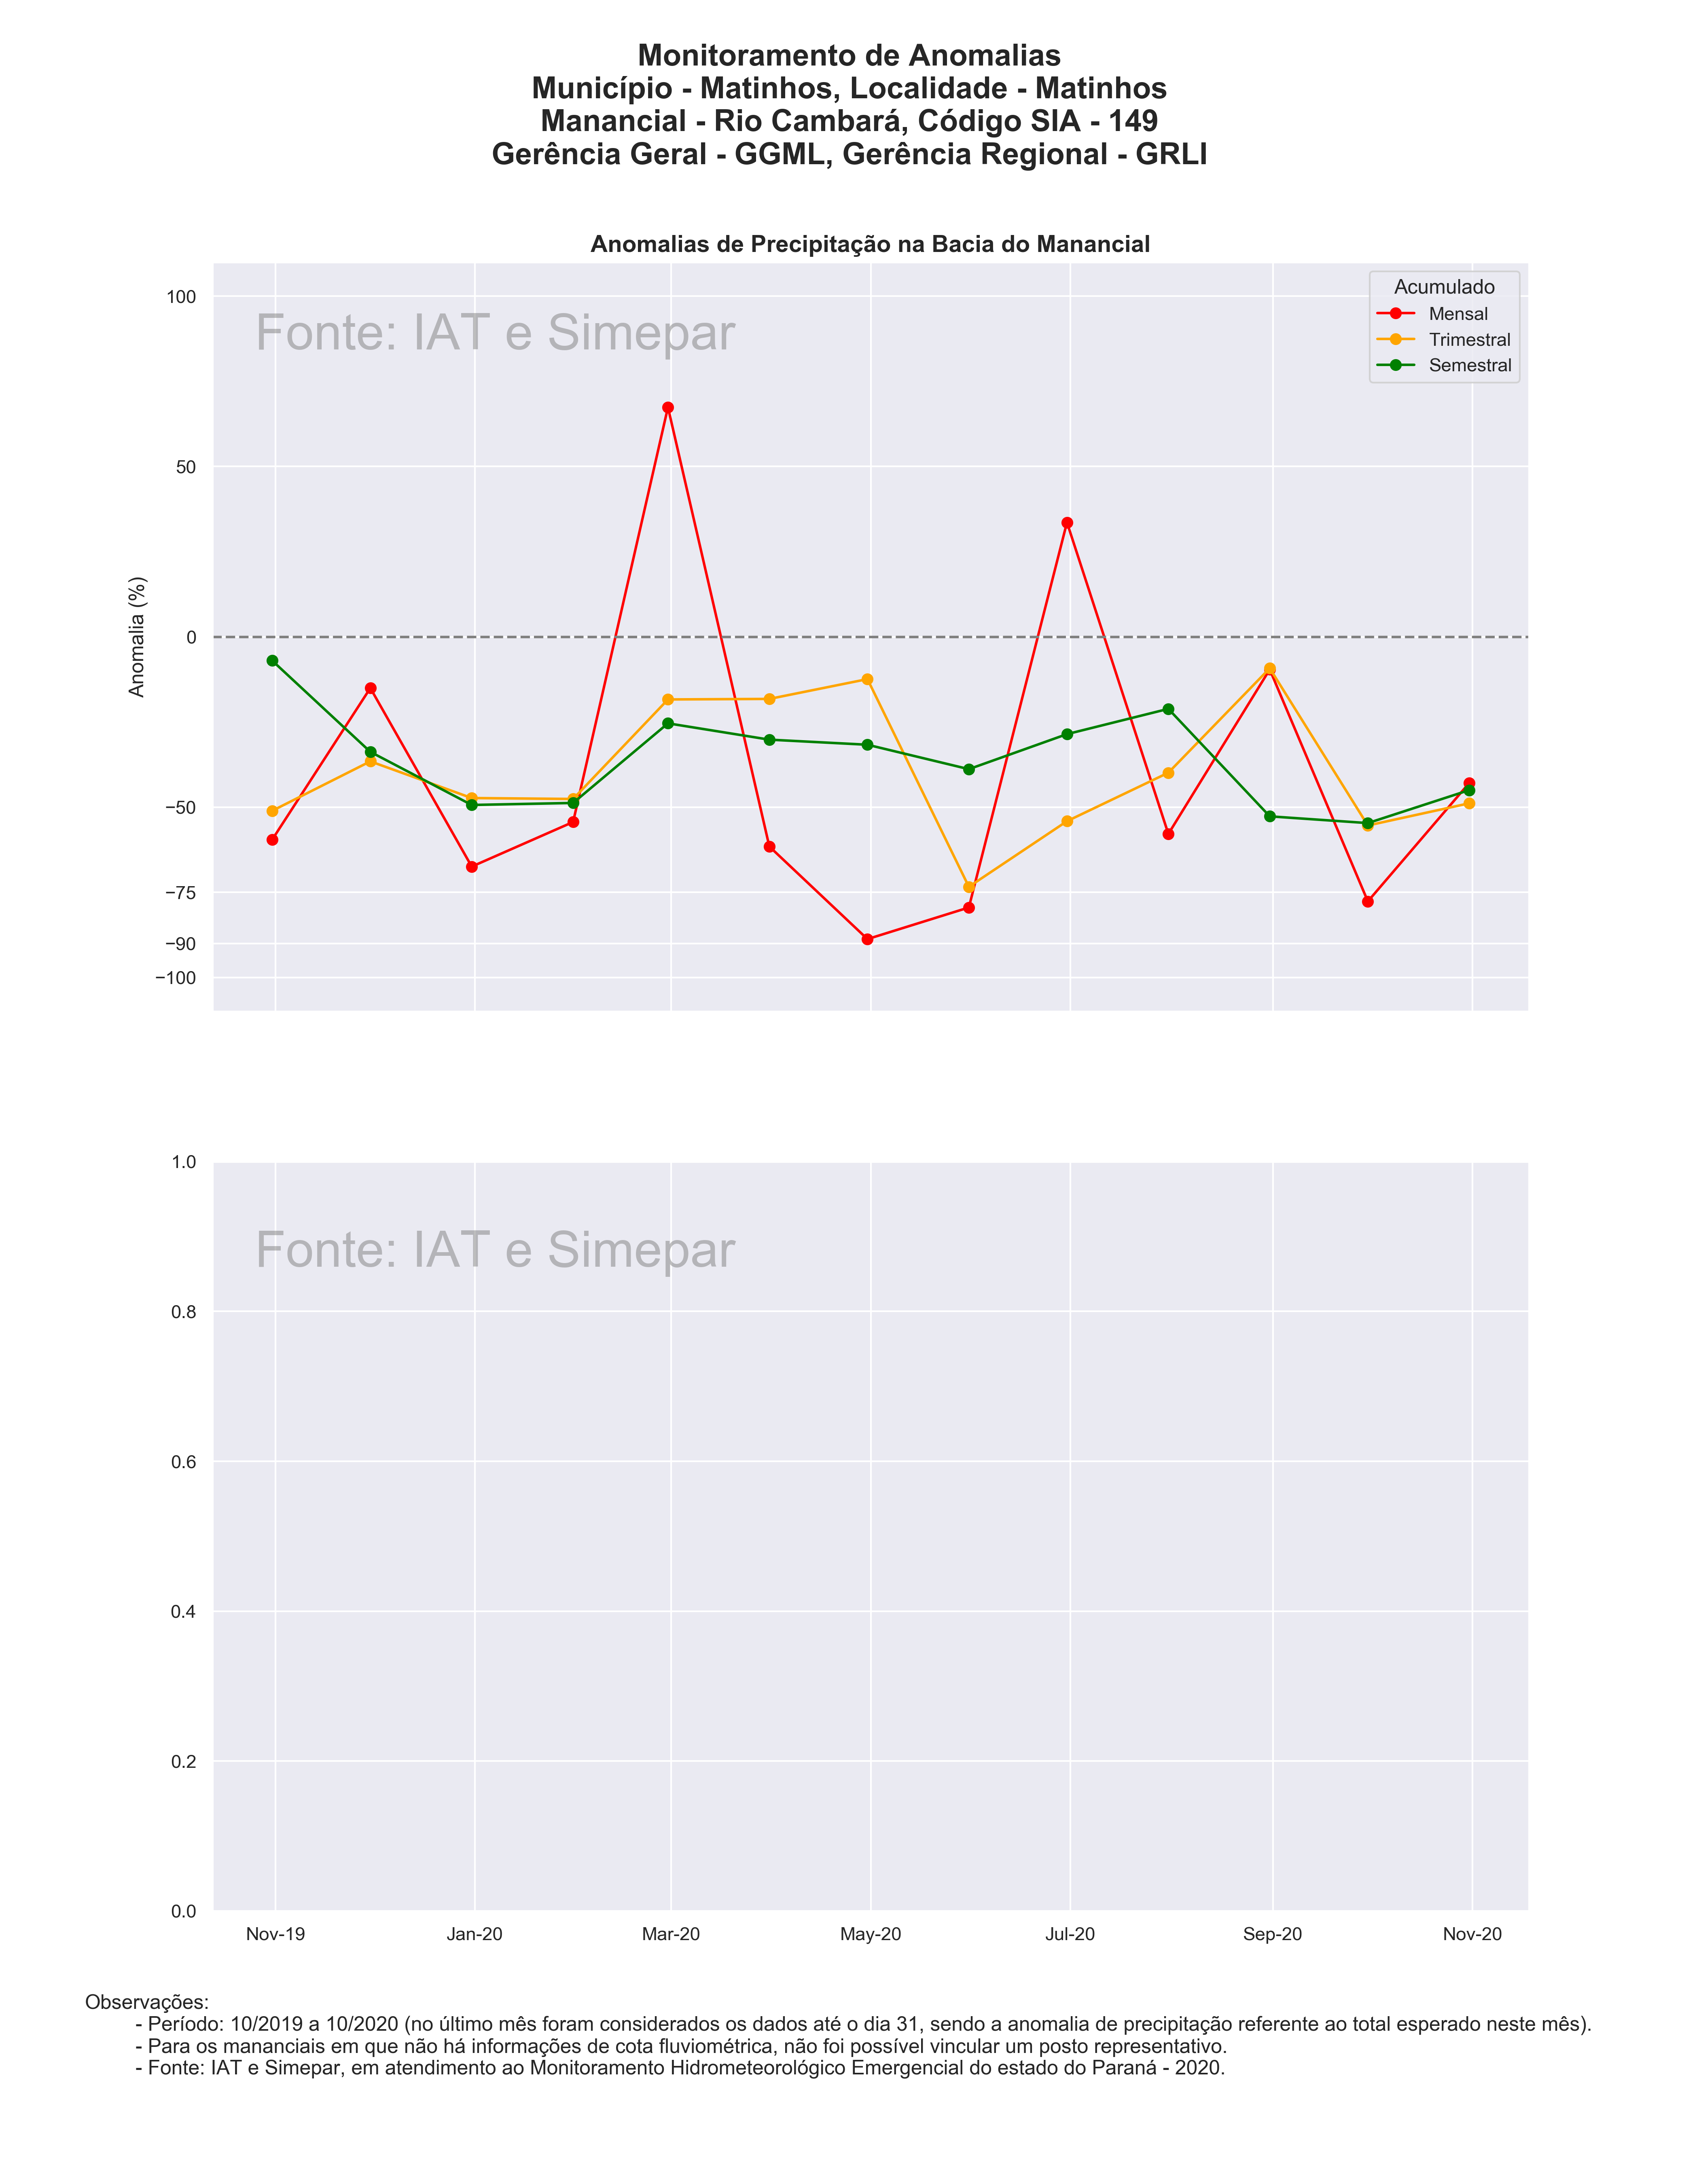 Monitoramento de Anomalias
Município - Matinhos, Localidade - Matinhos
Manancial - Rio Cambará, Código SIA - 149
Gerência Geral - GGML, Gerência Regional - GRLI
Anomalias de Precipitação na Bacia do Manancial
Fonte: IAT e Simepar
Acumulado
Mensal
Trimestral
Semestral
Anomalia (%)
100
50
0
−50
−75
−90
−100
Fonte: IAT e Simepar
1.0
0.8
0.6
0.4
0.2
0.0
Nov-19 Jan-20 Mar-20 May-20 Jul-20 Sep-20 Nov-20
Observações:
- Período: 10/2019 a 10/2020 (no último mês foram considerados os dados até o dia 31, sendo a anomalia de precipitação referente ao total esperado neste mês).
- Para os mananciais em que não há informações de cota fluviométrica, não foi possível vincular um posto representativo.
- Fonte: IAT e Simepar, em atendimento ao Monitoramento Hidrometeorológico Emergencial do estado do Paraná - 2020.